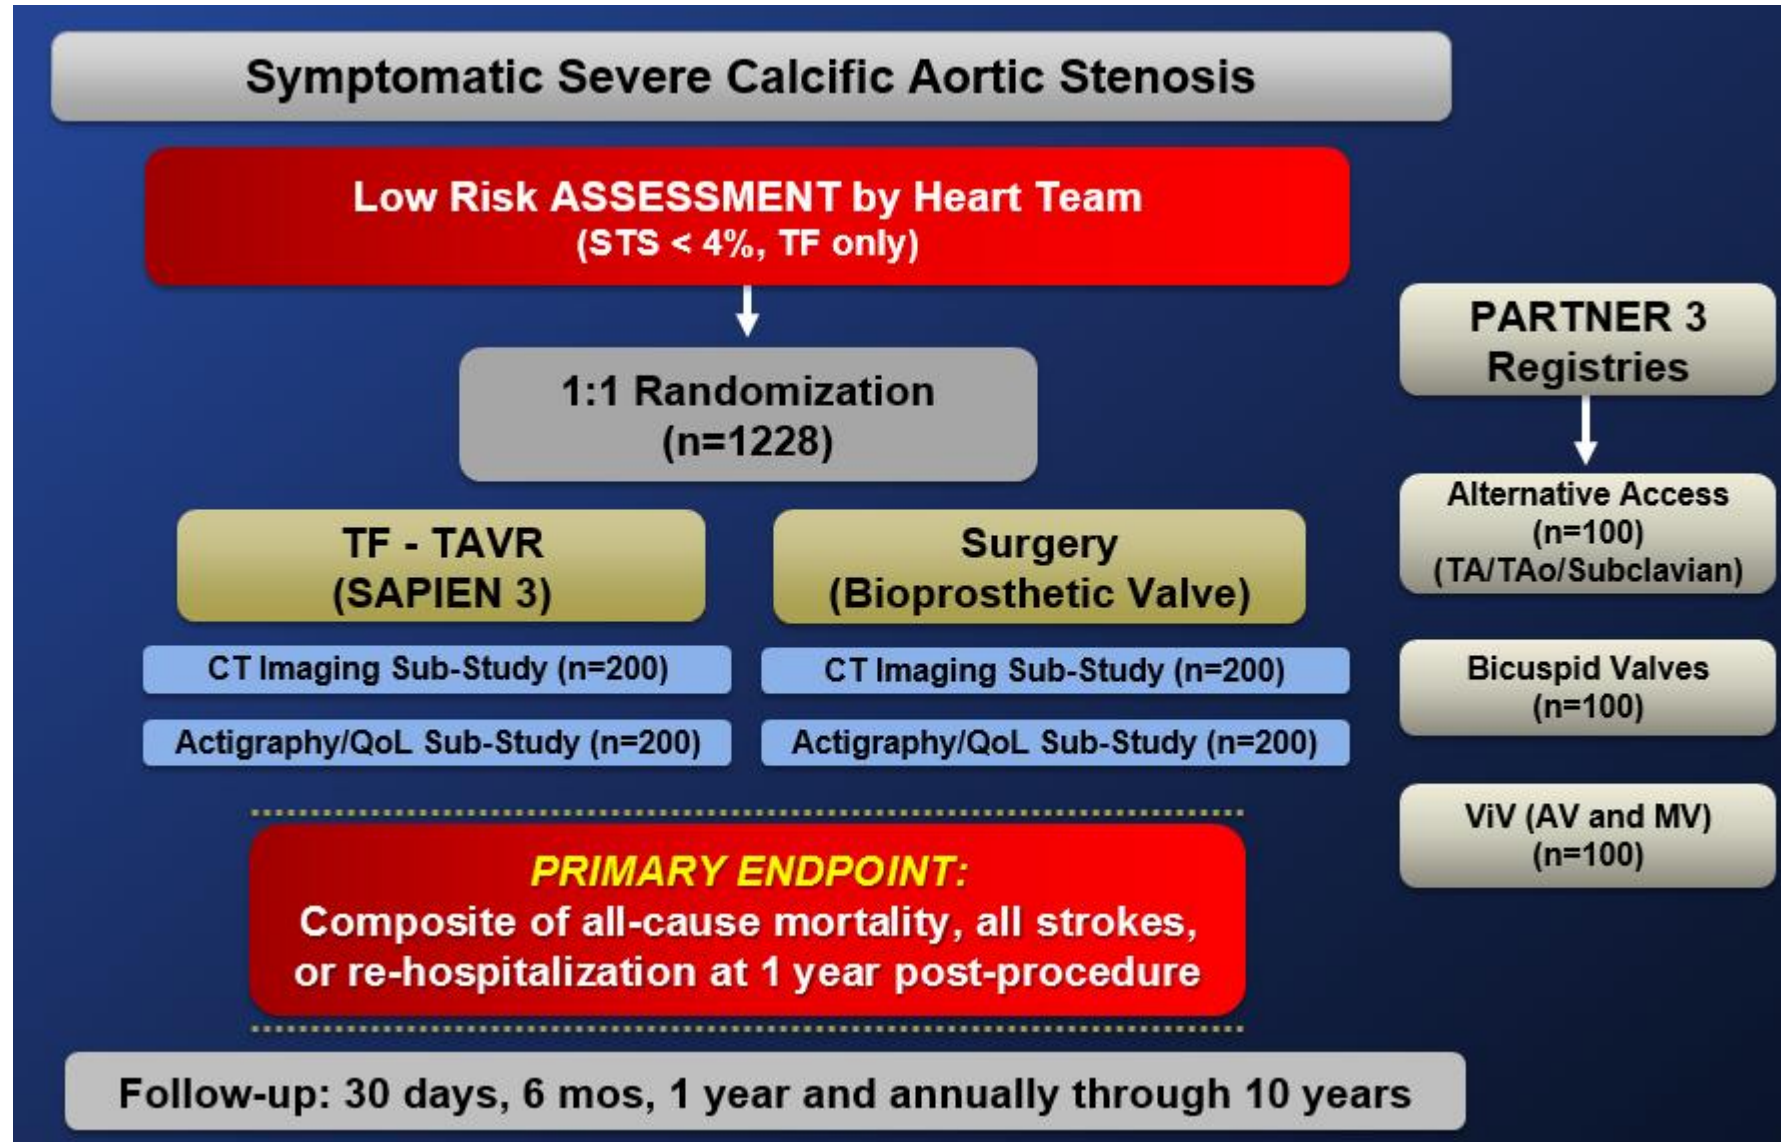 Symptomatic Severe Calcific Aortic Stenosis
Low Risk ASSESSMENT by Heart Team
(STS < 4%, TF only)
1:1 Randomization
(n=1228)
TF - TAVR
(SAPIEN 3)
Surgery
(Bioprosthetic Valve)
CT Imaging Sub-Study (n=200)
CT Imaging Sub-Study (n=200)
Actigraphy/QoL Sub-Study (n=200)
Actigraphy/QoL Sub-Study (n=200)
PRIMARY ENDPOINT:
Composite of all-cause mortality, all strokes,
or re-hospitalization at 1 year post-procedure
Follow-up: 30 days, 6 mos, 1 year and annually through 10 years
PARTNER 3
Registries
Alternative Access
(n=100)
(TA/TAo/Subclavian)
Bicuspid Valves
(n=100)
ViV (AV and MV)
(n=100)